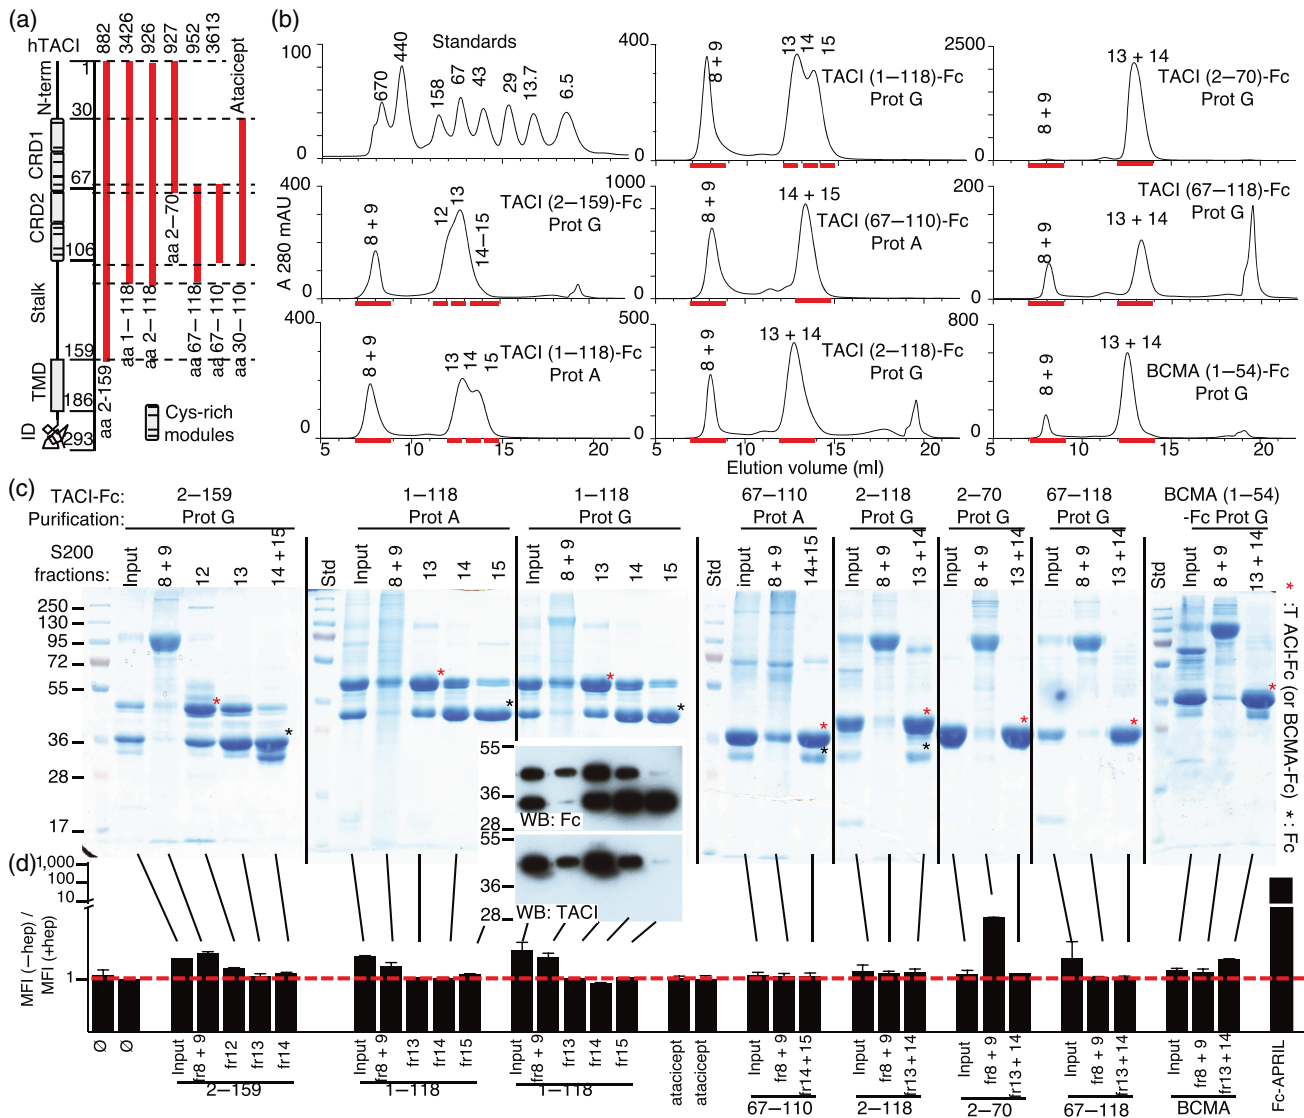 (a)
hTACI 882 3426 926 927 952 3613 Atacicept
1
30
67
106
159
186
293
N-term
CRD1
CRD2
Stalk
TMD
ID
aa 2-159
aa 1–118
aa 2–118
aa 2–70
aa 67–118
aa 67–110
aa 30–110
Cys-rich
modules
(b)
A 280 mAU
Elution volume (ml)
100
0
Standards
670 440 158 67 43 29 13.7 6.5
400
0
8 + 9 13 14 15
TACI (1–118)-Fc
Prot G
2500
0
8 + 9 13 + 14
TACI (2–70)-Fc
Prot G
400
0
8 + 9 12 13 14–15
TACI (2–159)-Fc
Prot G
1000
0
8 + 9 14 + 15
TACI (67–110)-Fc
Prot A
200
0
8 + 9 13 + 14
TACI (67–118)-Fc
Prot G
400
0
8 + 9 13 14 15
TACI (1–118)-Fc
Prot A
500
0
8 + 9 13 + 14
TACI (2–118)-Fc
Prot G
800
0
8 + 9 13 + 14
BCMA (1–54)-Fc
Prot G
5 10 15 20 5 10 15 20 5 10 15 20
(c)
TACI-Fc: 2–159 1–118 1–118 67–110 2–118 2–70 67–118 BCMA (1–54)
Purification: Prot G Prot A Prot G Prot A Prot G Prot G Prot G -Fc Prot G
S200
fractions:
Input 8 + 9 12 13 14 + 15
Std Input 8 + 9 13 14 15
Input 8 + 9 13 14 15
Std input 8 + 9 14+15
Input 8 + 9 13 + 14
Input 8 + 9 13 + 14
Input 8 + 9 13 + 14
Std Input 8 + 9 13 + 14
250
130
95
72
55
36
28
17
* * * * * * * * * * * *
55
36
28
WB: Fc
55
36
28
WB: TACI
* :T ACI-Fc (or BCMA-Fc) * : Fc
(d)
MFI (–hep) /
MFI (+hep)
1,000
100
10
1
Ø Ø
Input fr8 + 9 fr12 fr13 fr14
2–159
Input fr8 + 9 fr13 fr14 fr15
1–118
Input fr8 + 9 fr13 fr14 fr15
1–118
atacicept atacicept
Input fr8 + 9 fr14 + 15
67–110
Input fr8 + 9 fr13 + 14
2–118
Input fr8 + 9 fr13 + 14
2–70
Input fr8 + 9 fr13 + 14
67–118
Input fr8 + 9 fr13 + 14
BCMA
Fc-APRIL